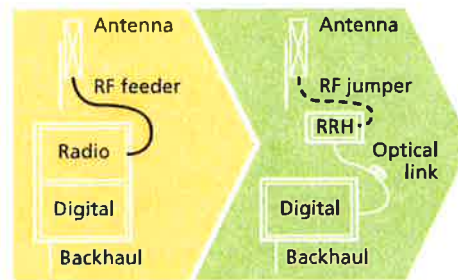 Antenna
RF feeder
Radio
Digital
Backhaul
Antenna
RF jumper
RRH
Optical
link
Digital
Backhaul